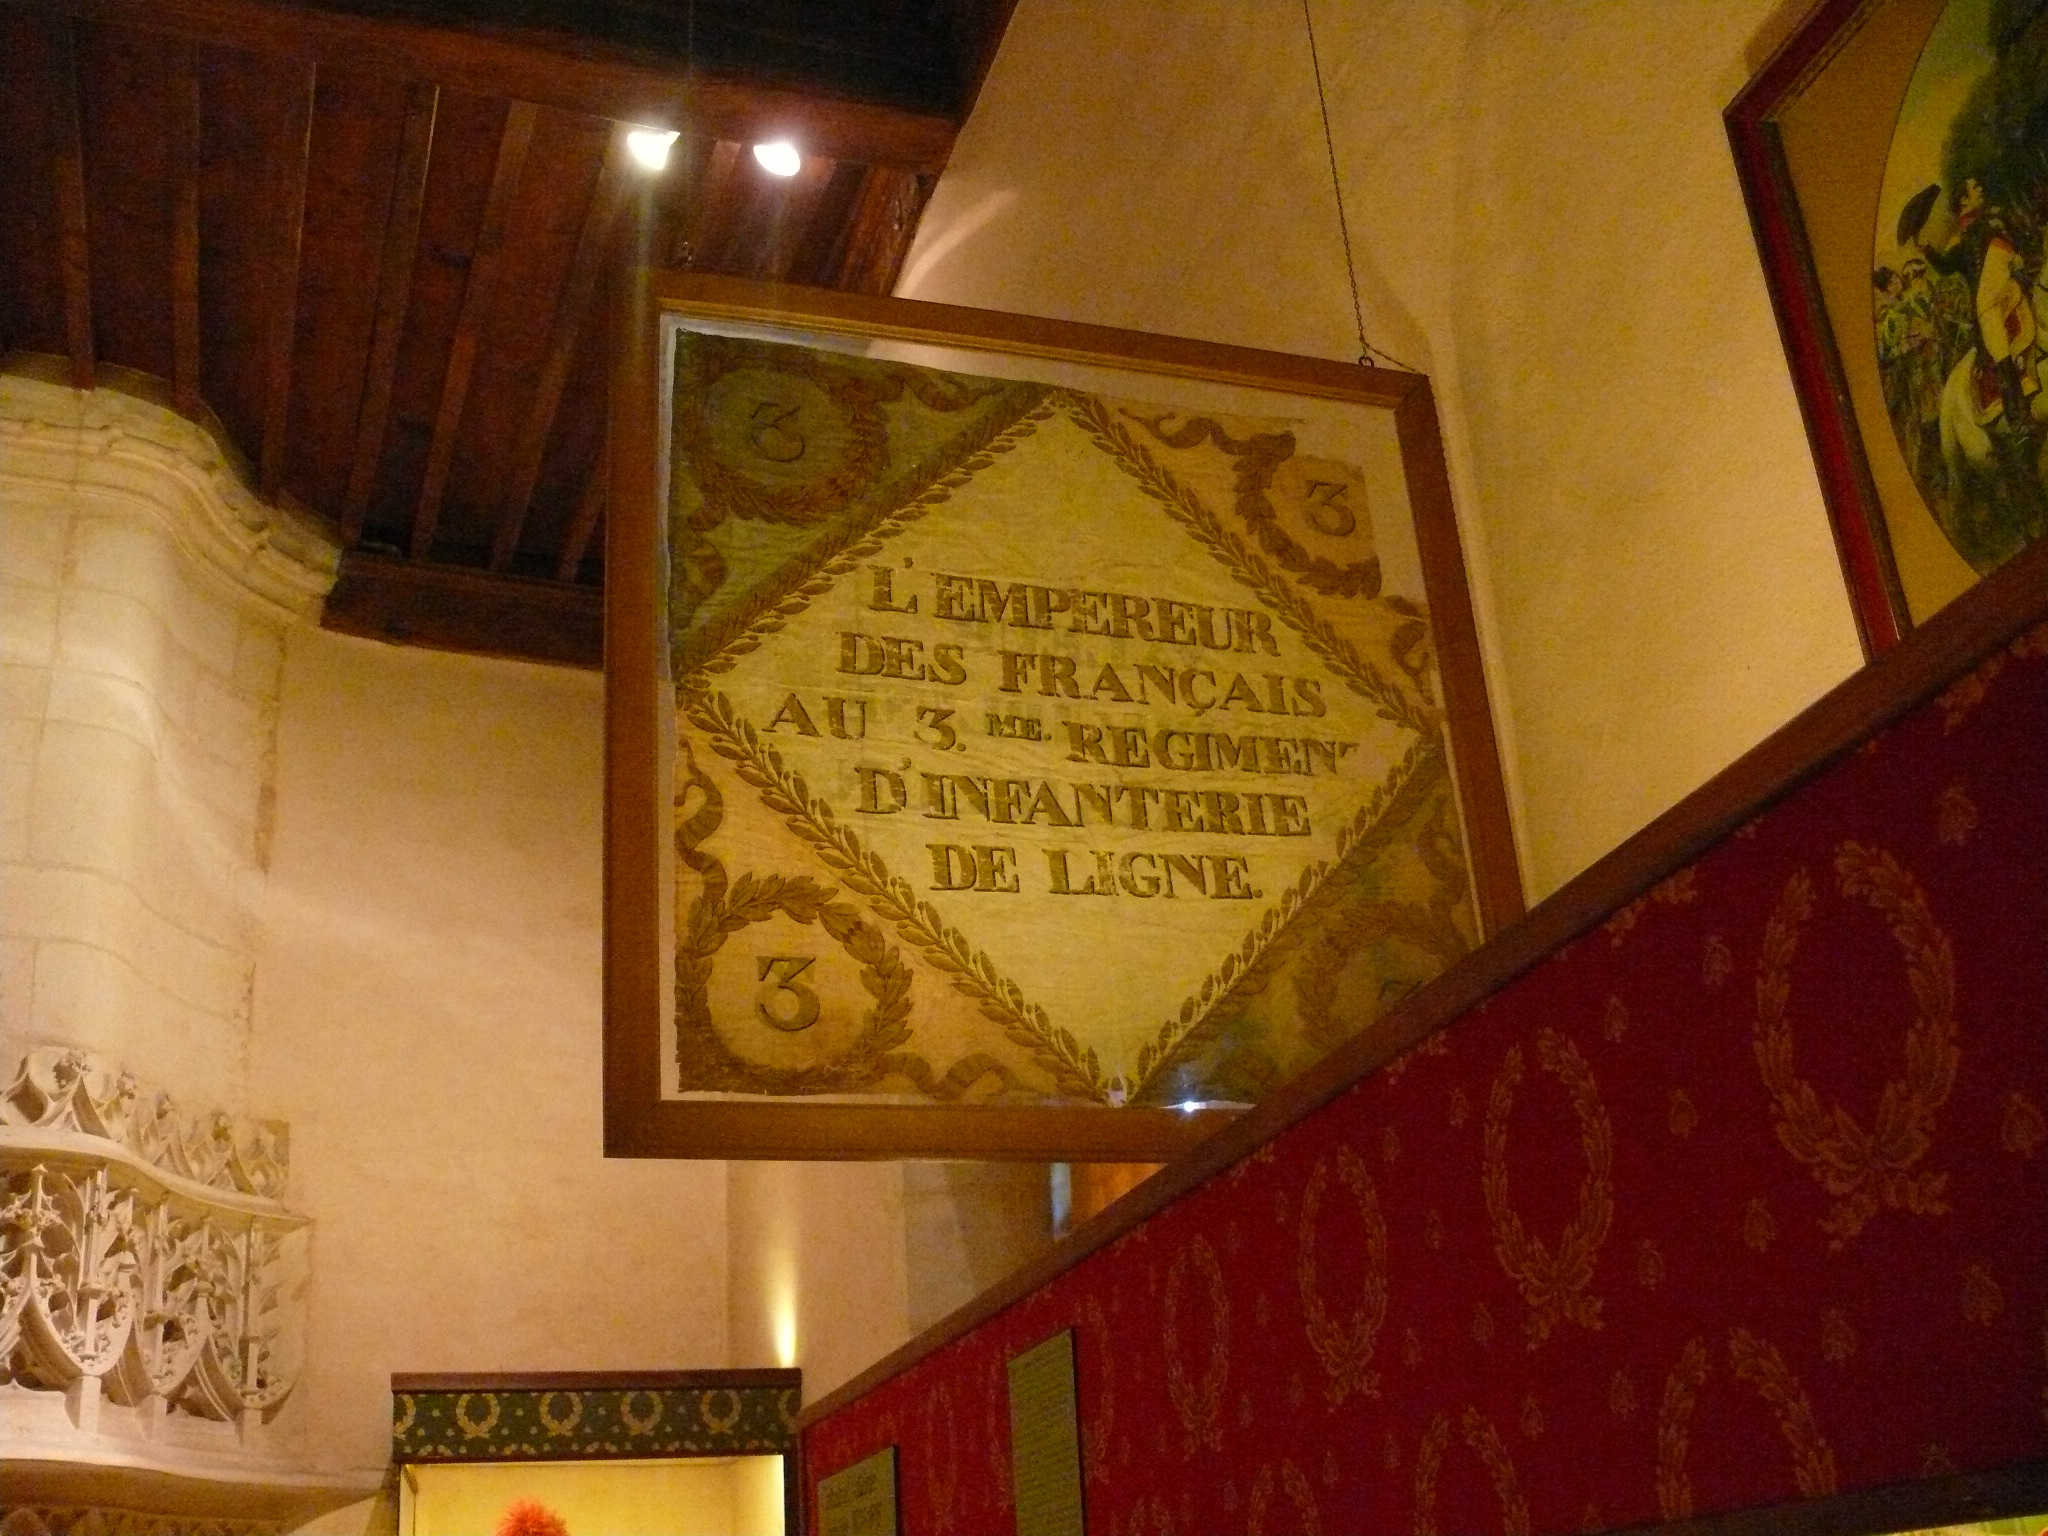 3
3
L'EMPEREUR
DES FRANÇAIS
AU 3.ME. REGIMENT
D'INFANTERIE
DE LIGNE.
3